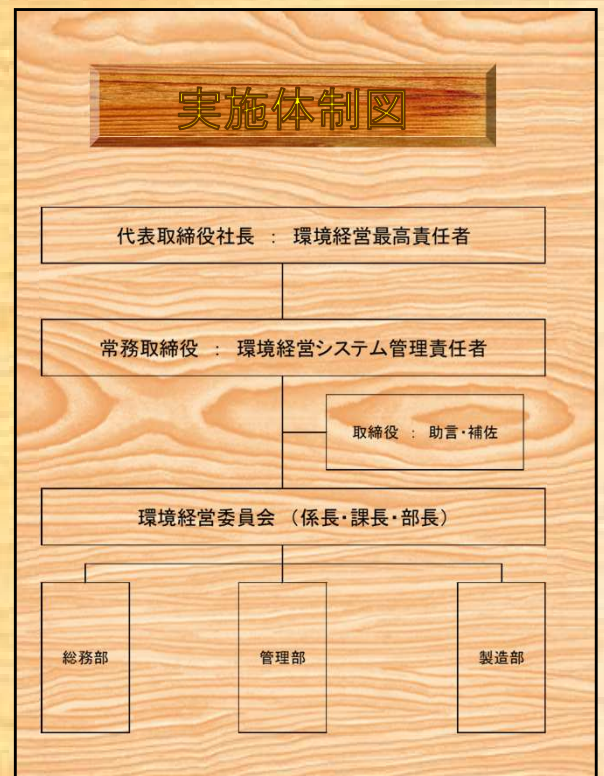 実施体制図
代表取締役社長 : 環境経営最高責任者
常務取締役 : 環境経営システム管理責任者
取締役 : 助言・補佐
環境経営委員会 (係長・課長・部長)
総務部
管理部
製造部